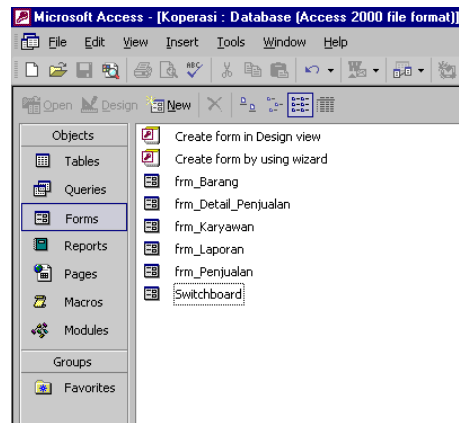 Microsoft Access - [Koperasi : Database (Access 2000 file format)]
File Edit View Insert Tools Window Help
Open Design New
Objects
Tables
Queries
Forms
Reports
Pages
Macros
Modules
Groups
Favorites
Create form in Design view
Create form by using wizard
frm_Barang
frm_Detail_Penjualan
frm_Karyawan
frm_Laporan
frm_Penjualan
Switchboard